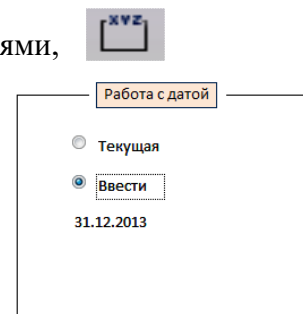 ями,
XYZ
Работа с датой
Текущая
Ввести
31.12.2013